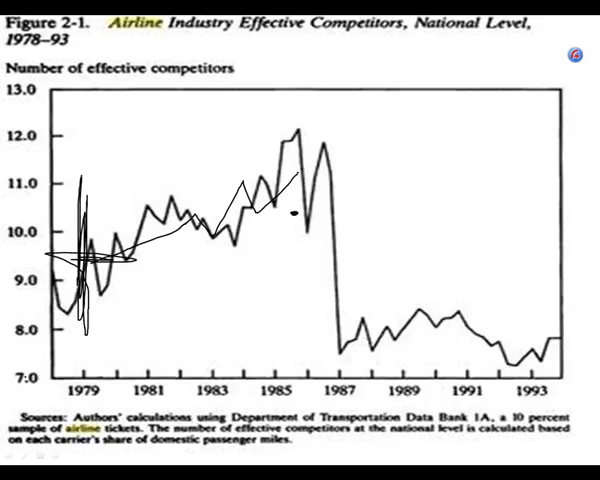 Figure 2-1. Airline Industry Effective Competitors, National Level,
1978–93
Number of effective competitors
13.0
12.0
11.0
10.0
9.0
8.0
7:0
1979 1981 1983 1985 1987 1989 1991 1993
Sources: Authors' calculations using Department of Transportation Data Bank 1A, a 10 percent
sample of airline tickets. The number of effective competitors at the national level is calculated based
on each carrier's share of domestic passenger miles.